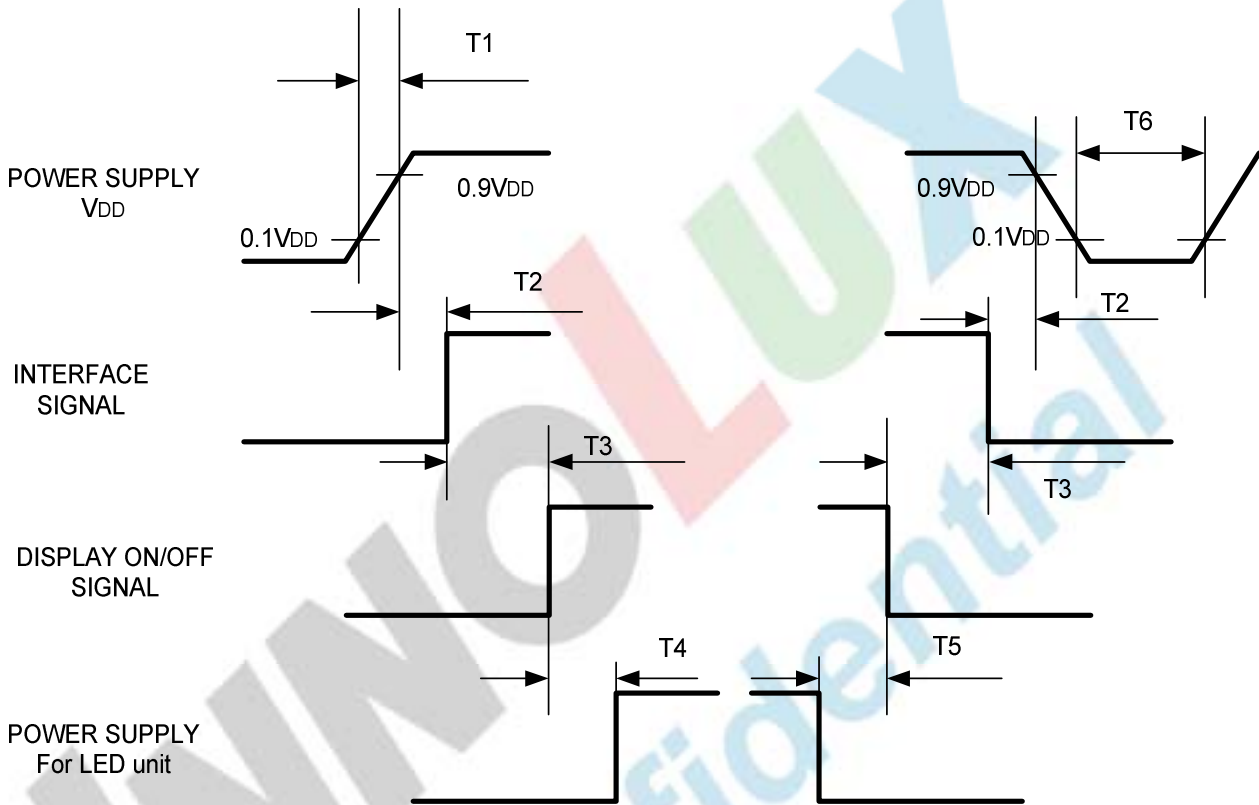 T1
T6
POWER SUPPLY
VDD
0.9VDD
0.9VDD
0.1VDD
0.1VDD
T2
T2
INTERFACE
SIGNAL
T3
T3
DISPLAY ON/OFF
SIGNAL
T4
T5
POWER SUPPLY
For LED unit
INNOLUX
fidential